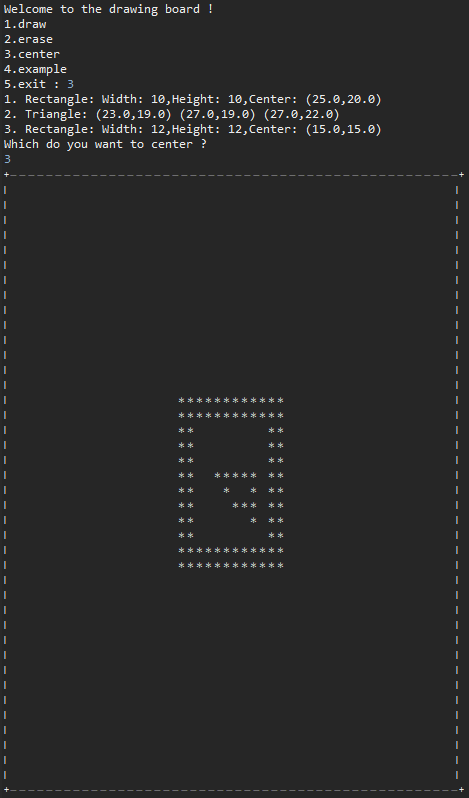 Welcome to the drawing board !
1.draw
2.erase
3.center
4.example
5.exit : 3
1. Rectangle: Width: 10,Height: 10,Center: (25.0,20.0)
2. Triangle: (23.0,19.0) (27.0,19.0) (27.0,22.0)
3. Rectangle: Width: 12,Height: 12,Center: (15.0,15.0)
Which do you want to center ?
3